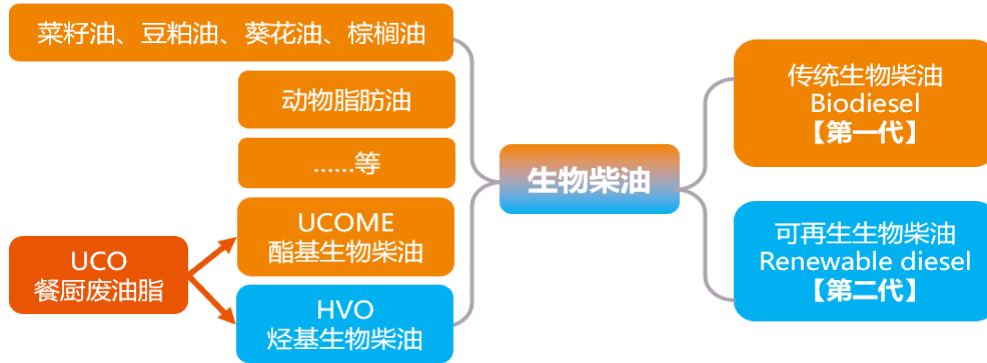 菜籽油、豆粕油、葵花油、棕榈油
动物脂肪油
……等
UCO
餐厨废油脂
UCOME
酯基生物柴油
HVO
烃基生物柴油
生物柴油
传统生物柴油
Biodiesel
【第一代】
可再生生物柴油
Renewable diesel
【第二代】